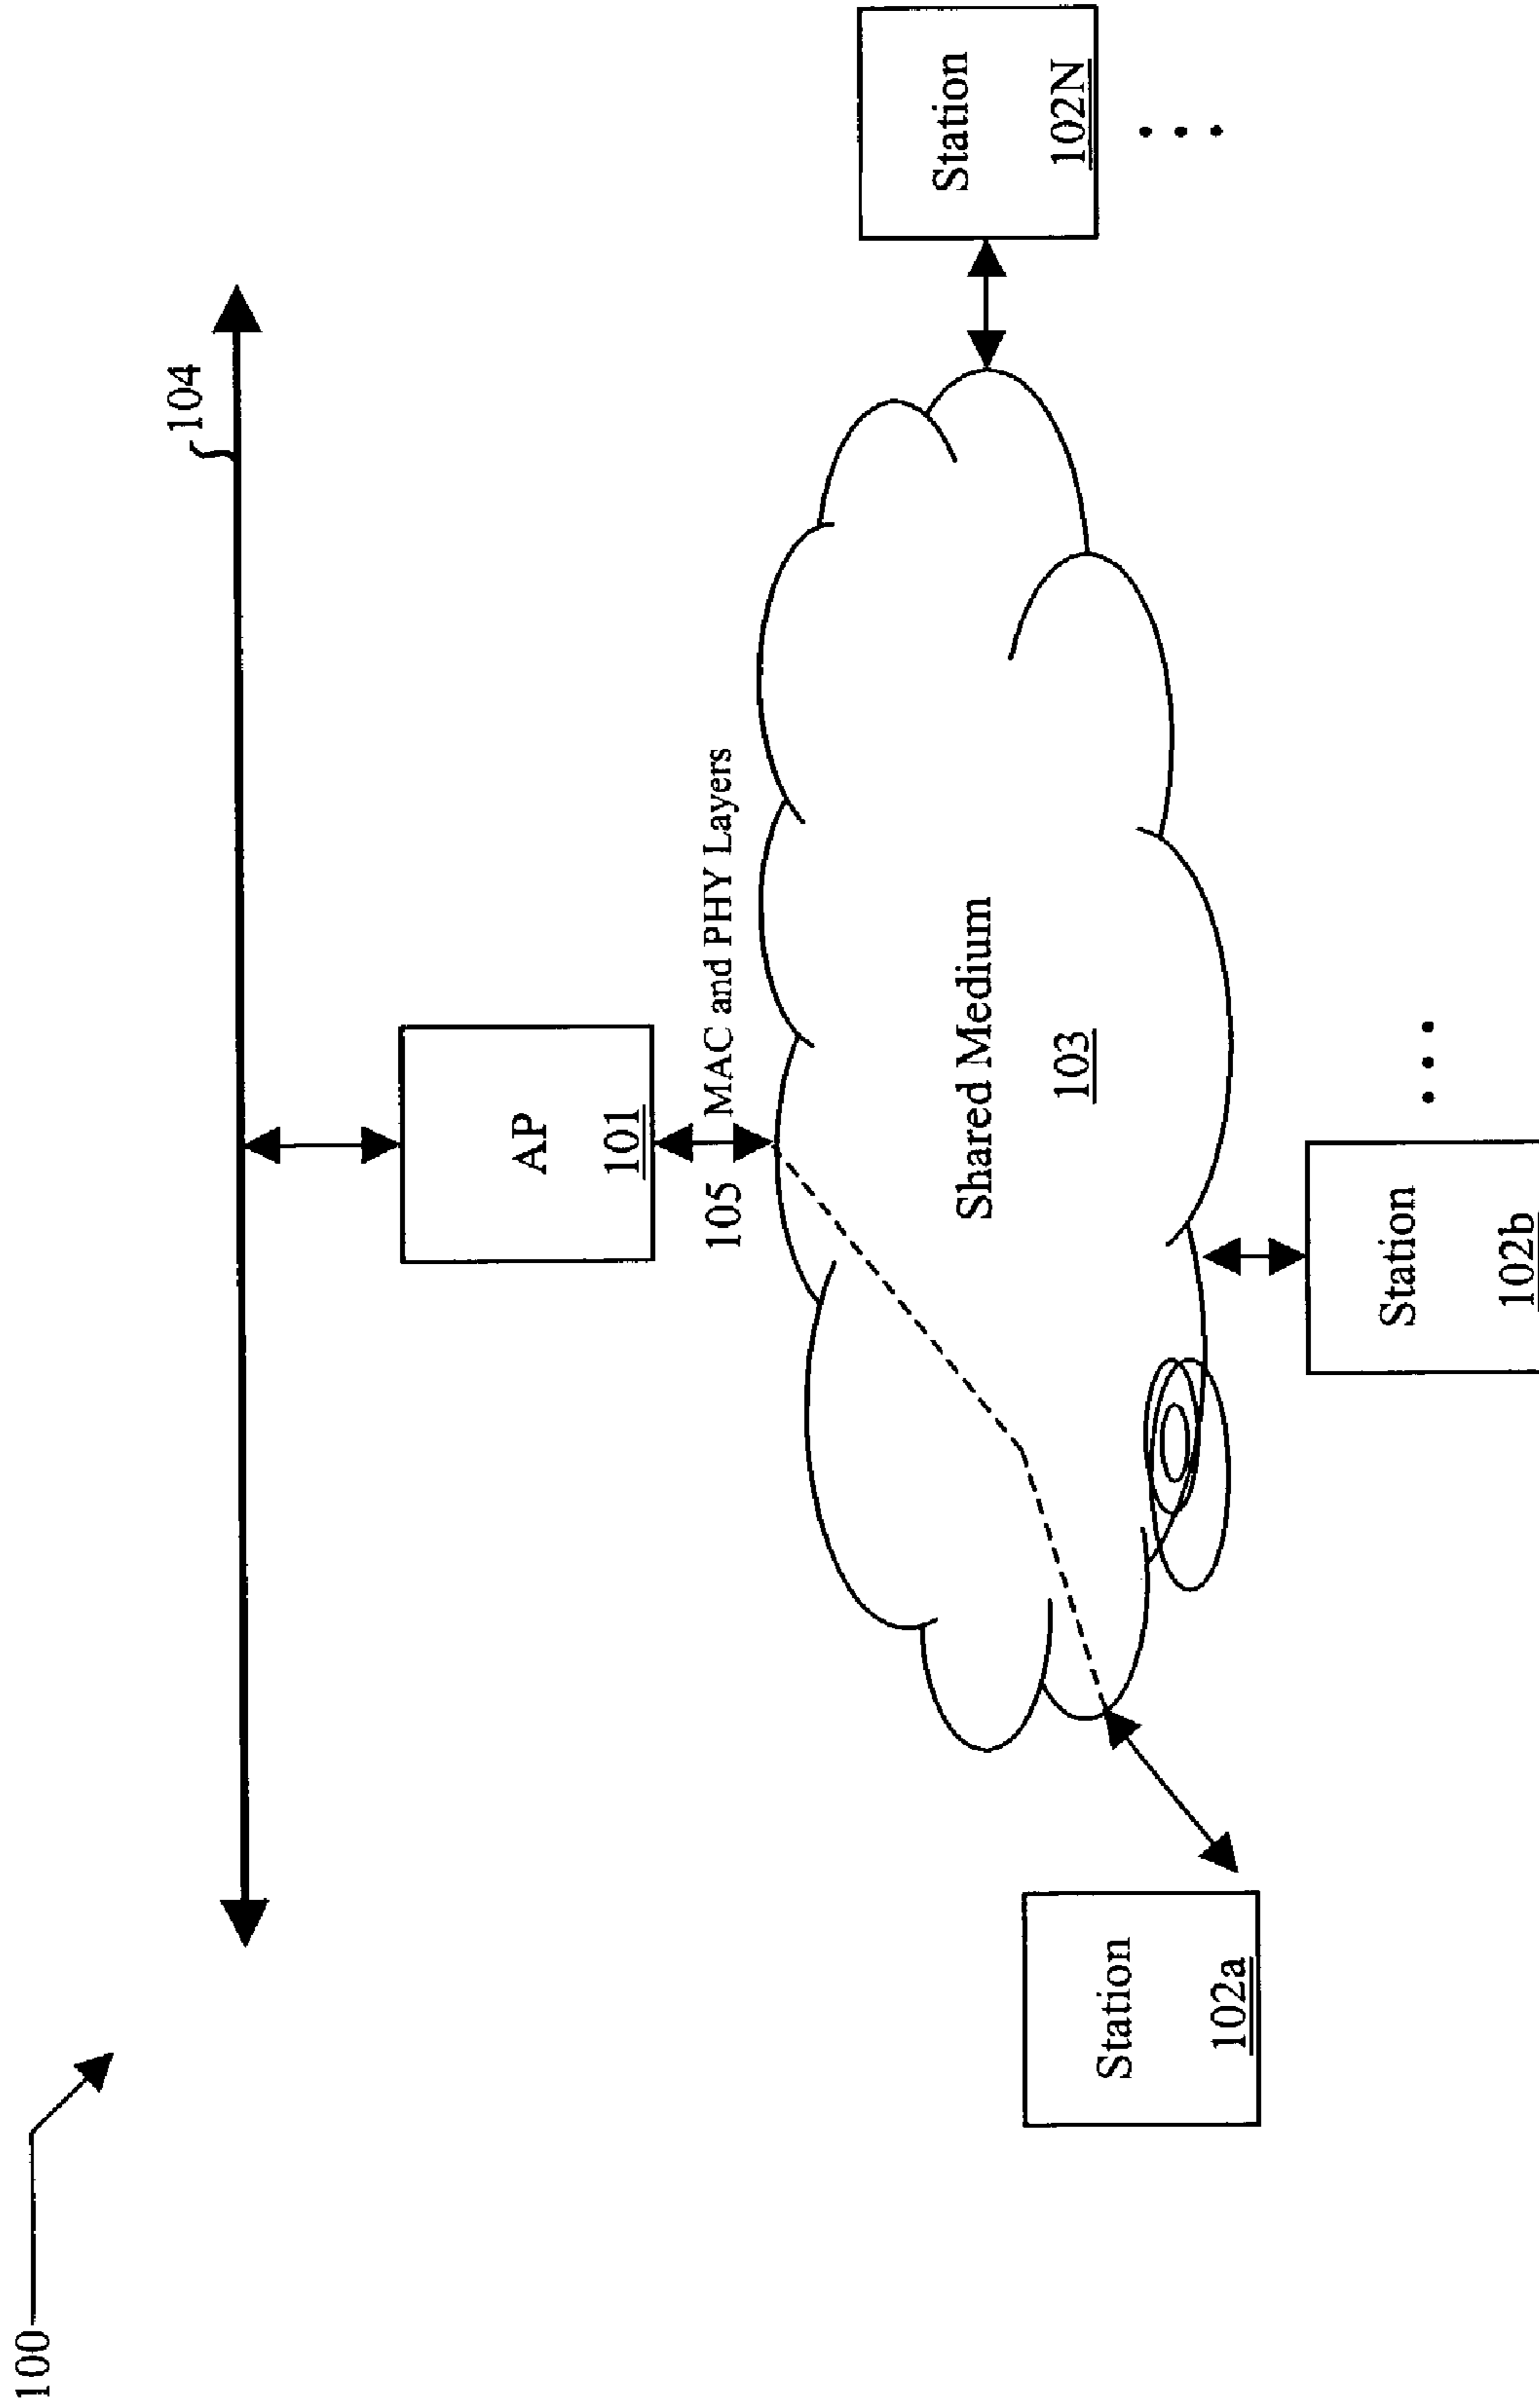 100
104
AP
101
105
MAC and PHY Layers
Shared Medium
103
Station
102a
Station
102b
Station
102N